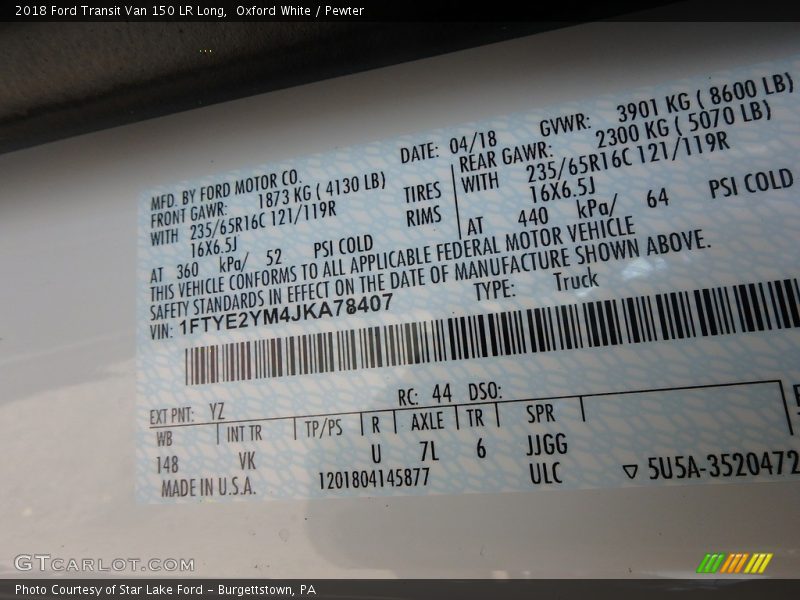 2018 Ford Transit Van 150 LR Long, Oxford White / Pewter
MFD. BY FORD MOTOR CO. DATE: 04/18 GVWR: 3901 KG ( 8600 LB)
FRONT GAWR: 1873 KG ( 4130 LB) REAR GAWR: 2300 KG ( 5070 LB)
WITH 235/65R16C 121/119R TIRES WITH 235/65R16C 121/119R
16X6.5J RIMS 16X6.5J
AT 360 kPa/ 52 PSI COLD AT 440 kPa/ 64 PSI COLD
THIS VEHICLE CONFORMS TO ALL APPLICABLE FEDERAL MOTOR VEHICLE
SAFETY STANDARDS IN EFFECT ON THE DATE OF MANUFACTURE SHOWN ABOVE.
VIN: 1FTYE2YM4JKA78407 TYPE: Truck
EXT PNT: YZ RC: 44 DSO:
WB INT TR TP/PS R AXLE TR SPR
148 VK U 7L 6 JJGG
MADE IN U.S.A. 1201804145877 ULC ▽ 5U5A-3520472
GTCARLOT.COM
Photo Courtesy of Star Lake Ford - Burgettstown, PA